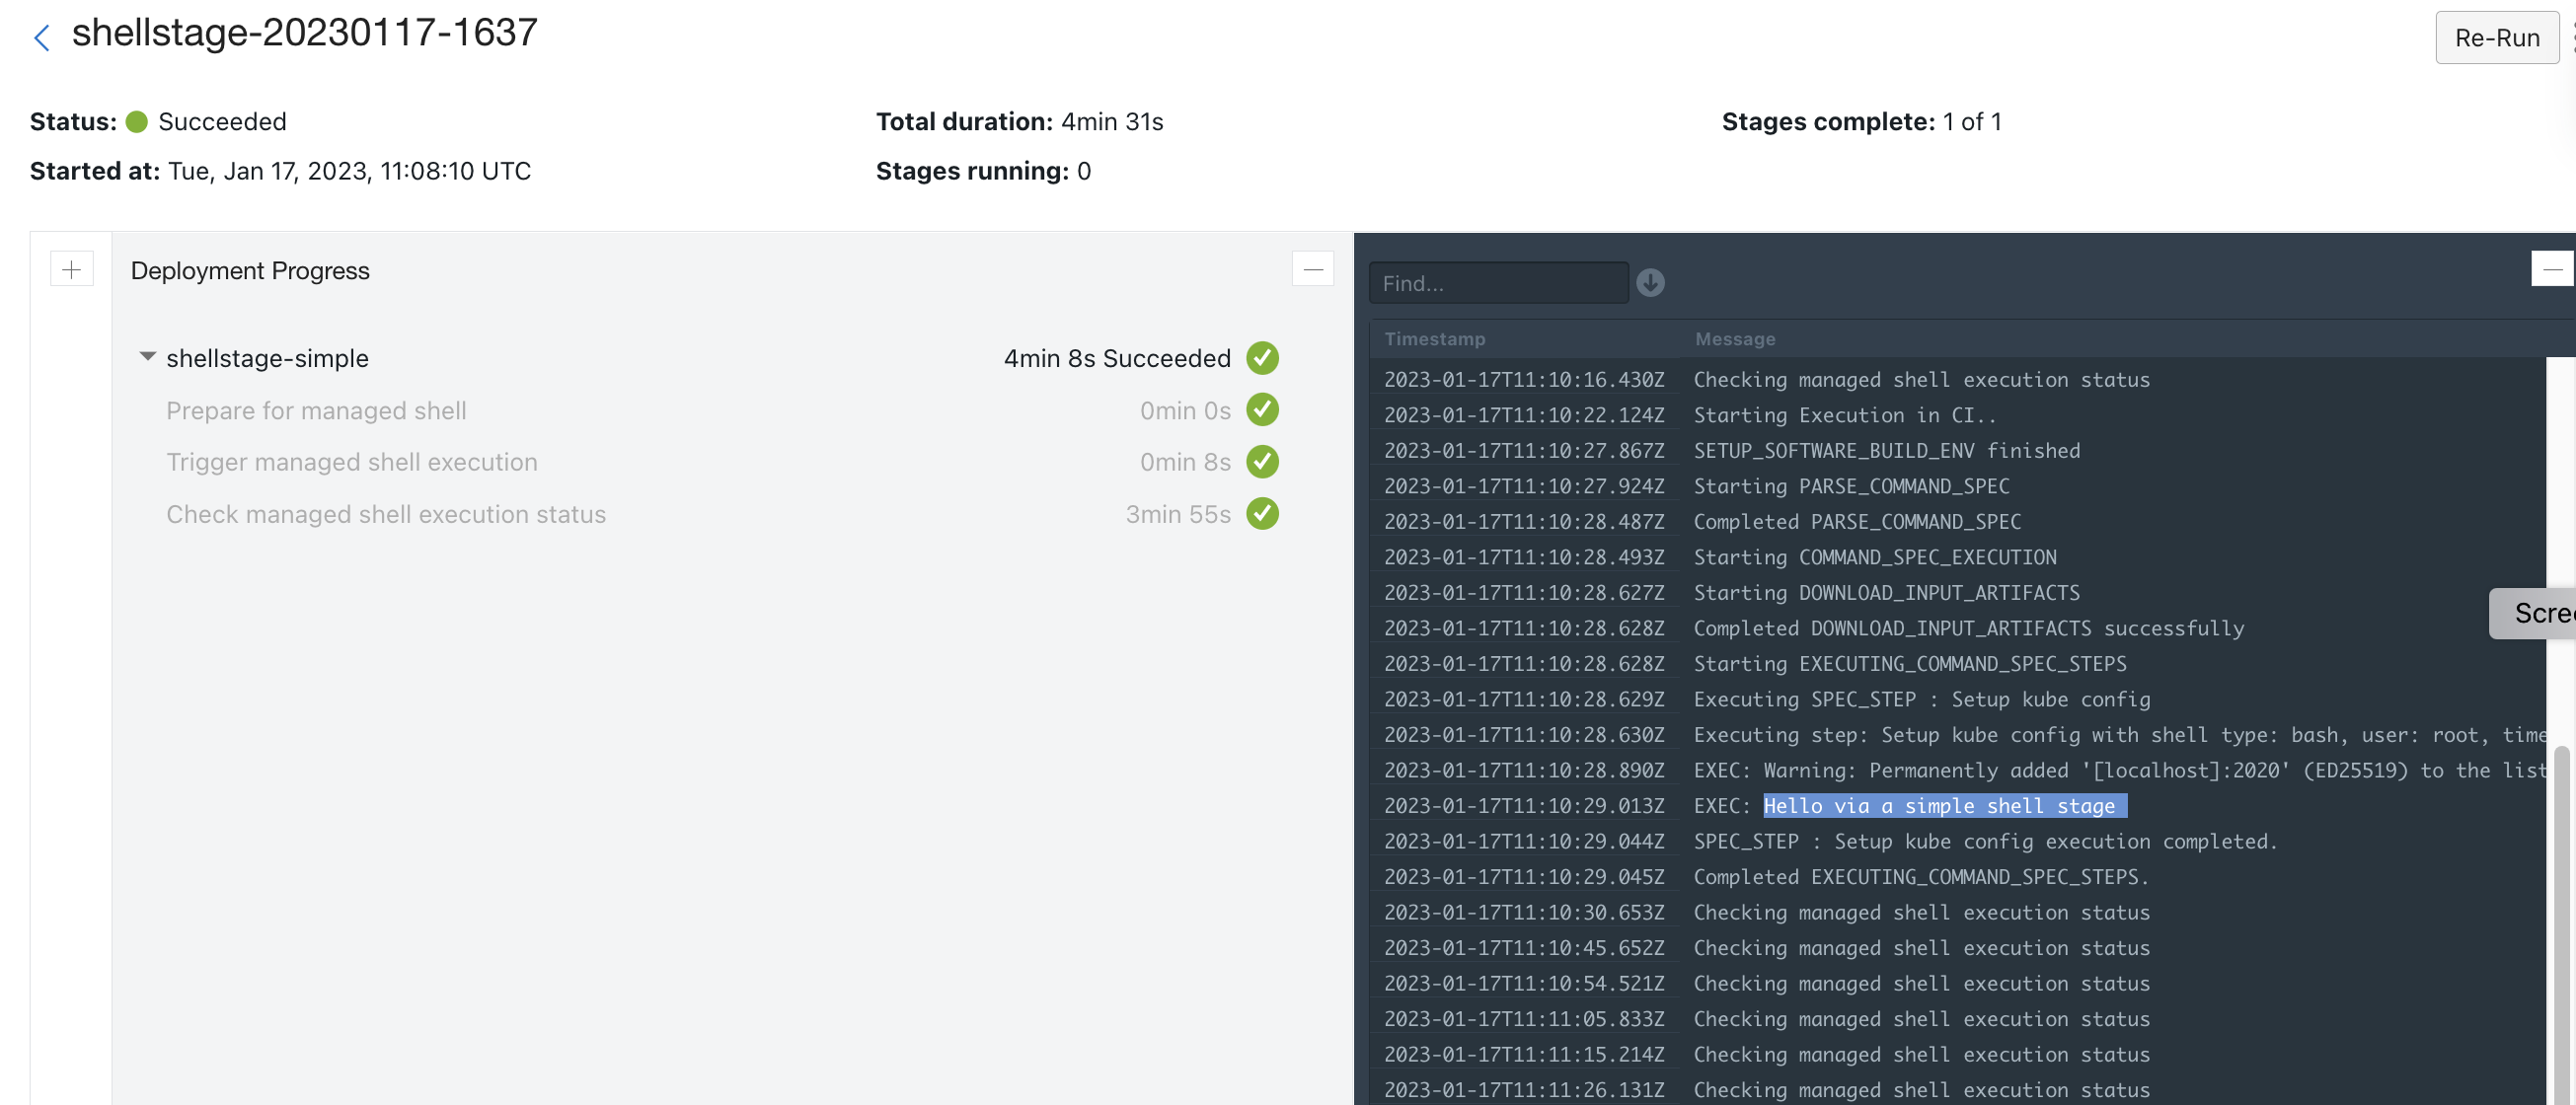 shellstage-20230117-1637
Re-Run
Status: Succeeded
Total duration: 4min 31s
Stages complete: 1 of 1
Started at: Tue, Jan 17, 2023, 11:08:10 UTC
Stages running: 0
Deployment Progress
shellstage-simple 4min 8s Succeeded
Prepare for managed shell 0min 0s
Trigger managed shell execution 0min 8s
Check managed shell execution status 3min 55s
Find...
Timestamp Message
2023-01-17T11:10:16.430Z Checking managed shell execution status
2023-01-17T11:10:22.124Z Starting Execution in CI..
2023-01-17T11:10:27.867Z SETUP_SOFTWARE_BUILD_ENV finished
2023-01-17T11:10:27.924Z Starting PARSE_COMMAND_SPEC
2023-01-17T11:10:28.487Z Completed PARSE_COMMAND_SPEC
2023-01-17T11:10:28.493Z Starting COMMAND_SPEC_EXECUTION
2023-01-17T11:10:28.627Z Starting DOWNLOAD_INPUT_ARTIFACTS
2023-01-17T11:10:28.628Z Completed DOWNLOAD_INPUT_ARTIFACTS successfully
2023-01-17T11:10:28.628Z Starting EXECUTING_COMMAND_SPEC_STEPS
2023-01-17T11:10:28.629Z Executing SPEC_STEP : Setup kube config
2023-01-17T11:10:28.630Z Executing step: Setup kube config with shell type: bash, user: root, time
2023-01-17T11:10:28.890Z EXEC: Warning: Permanently added '[localhost]:2020' (ED25519) to the list
2023-01-17T11:10:29.013Z EXEC: Hello via a simple shell stage
2023-01-17T11:10:29.044Z SPEC_STEP : Setup kube config execution completed.
2023-01-17T11:10:29.045Z Completed EXECUTING_COMMAND_SPEC_STEPS.
2023-01-17T11:10:30.653Z Checking managed shell execution status
2023-01-17T11:10:45.652Z Checking managed shell execution status
2023-01-17T11:10:54.521Z Checking managed shell execution status
2023-01-17T11:11:05.833Z Checking managed shell execution status
2023-01-17T11:11:15.214Z Checking managed shell execution status
2023-01-17T11:11:26.131Z Checking managed shell execution status